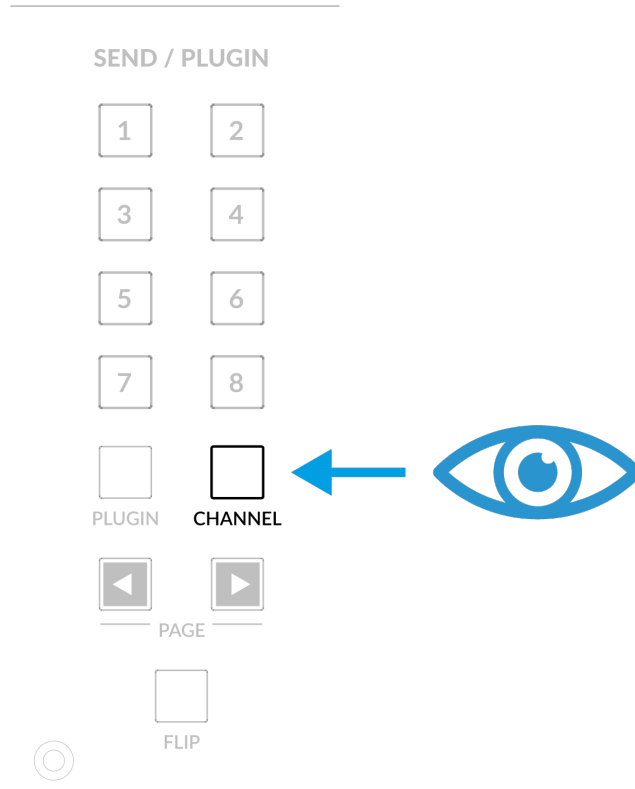 SEND / PLUGIN
1 2
3 4
5 6
7 8
PLUGIN CHANNEL
PAGE
FLIP